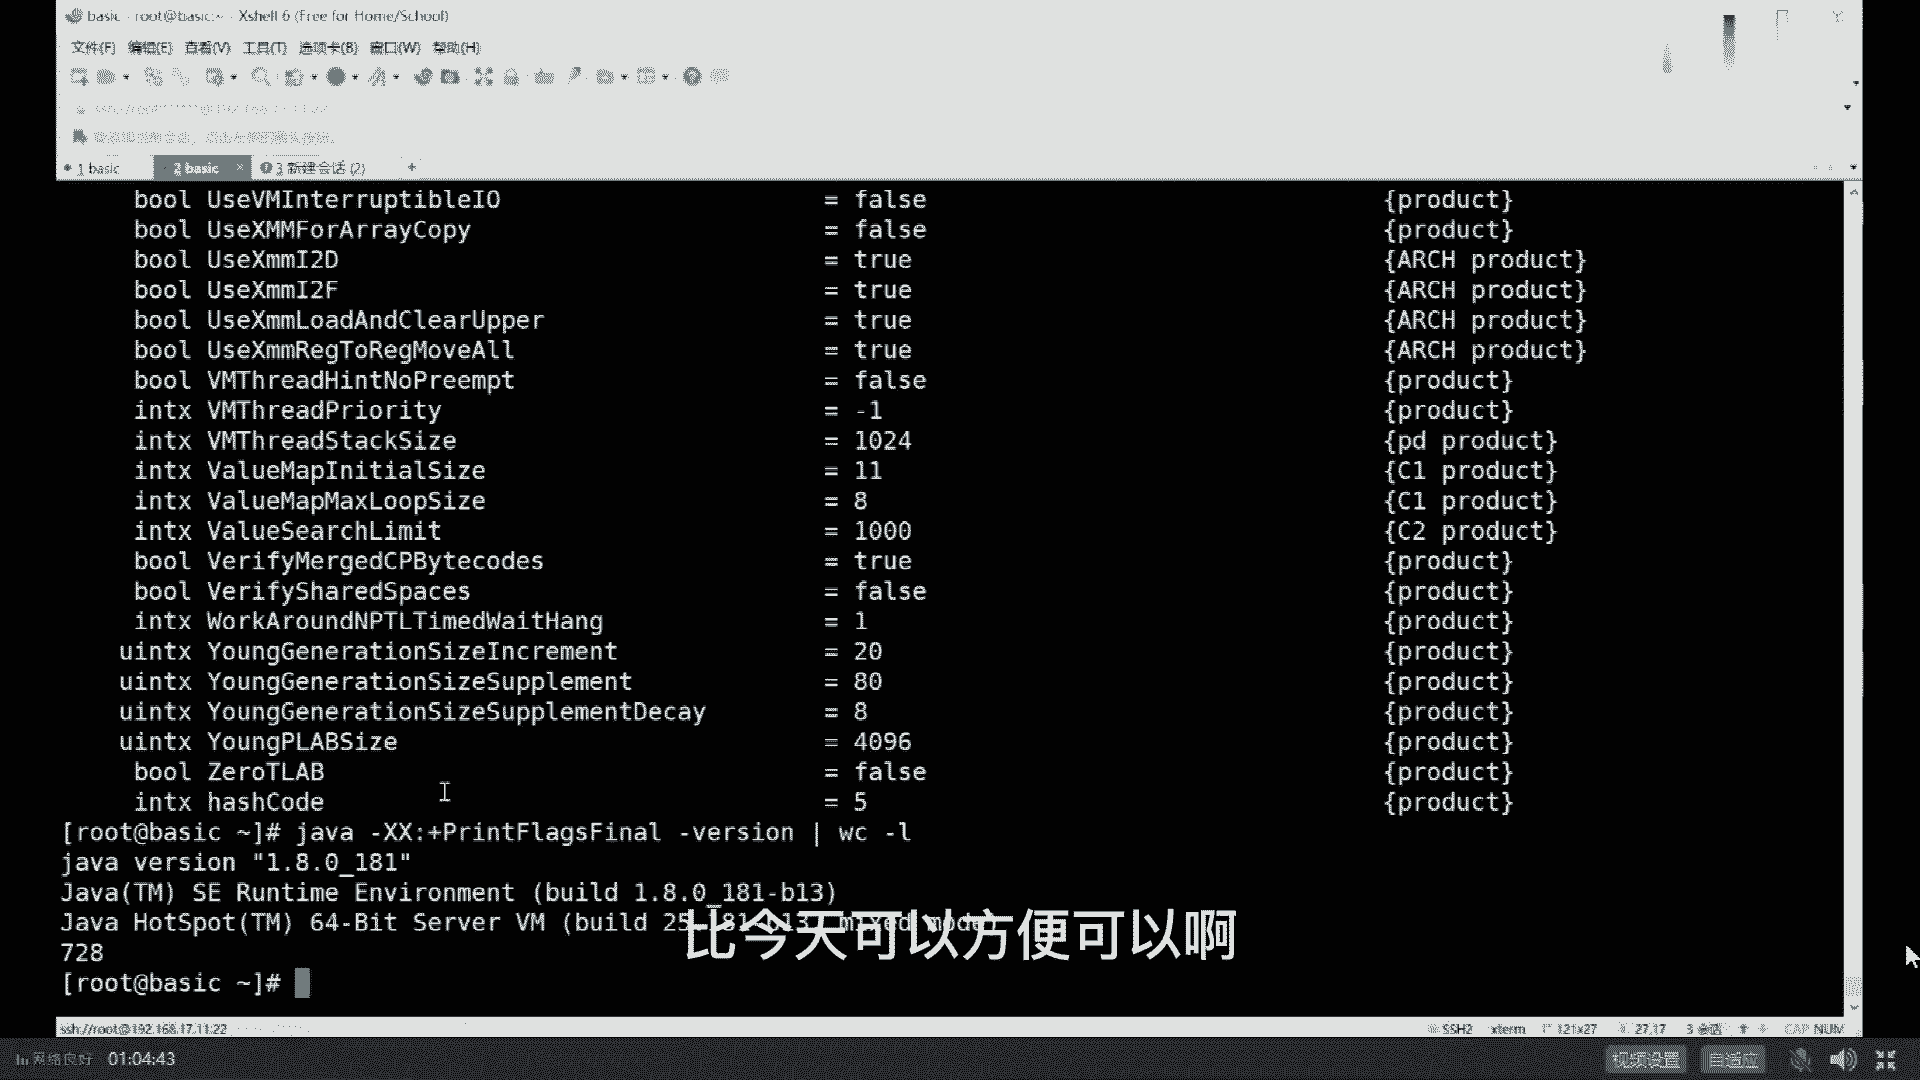 basic - root@basic:~ - Xshell 6 (Free for Home/School)
文件(F) 编辑(E) 查看(V) 工具(T) 选项卡(B) 窗口(W) 帮助(H)
1 basic 2 basic × 3 新建会话 (2) +
bool UseVMInterruptibleIO = false {product}
bool UseXMMForArrayCopy = false {product}
bool UseXmmI2D = true {ARCH product}
bool UseXmmI2F = true {ARCH product}
bool UseXmmLoadAndClearUpper = true {ARCH product}
bool UseXmmRegToRegMoveAll = true {ARCH product}
bool VMThreadHintNoPreempt = false {product}
intx VMThreadPriority = -1 {product}
intx VMThreadStackSize = 1024 {pd product}
intx ValueMapInitialSize = 11 {C1 product}
intx ValueMapMaxLoopSize = 8 {C1 product}
intx ValueSearchLimit = 1000 {C2 product}
bool VerifyMergedCPBytecodes = true {product}
bool VerifySharedSpaces = false {product}
intx WorkAroundNPTLTimedWaitHang = 1 {product}
uintx YoungGenerationSizeIncrement = 20 {product}
uintx YoungGenerationSizeSupplement = 80 {product}
uintx YoungGenerationSizeSupplementDecay = 8 {product}
uintx YoungPLABSize = 4096 {product}
bool ZeroTLAB = false {product}
intx hashCode = 5 {product}
[root@basic ~]# java -XX:+PrintFlagsFinal -version | wc -l
java version "1.8.0_181"
Java(TM) SE Runtime Environment (build 1.8.0_181-b13)
Java HotSpot(TM) 64-Bit Server VM (build 25.181-b13, mixed mode
比今天可以方便可以啊
728
[root@basic ~]#
ssh://root@192.168.17.11:22 SSH2 xterm 121x27 27,17 3 会话 CAP NUM
网络良好 01:04:43 视频设置 自适应